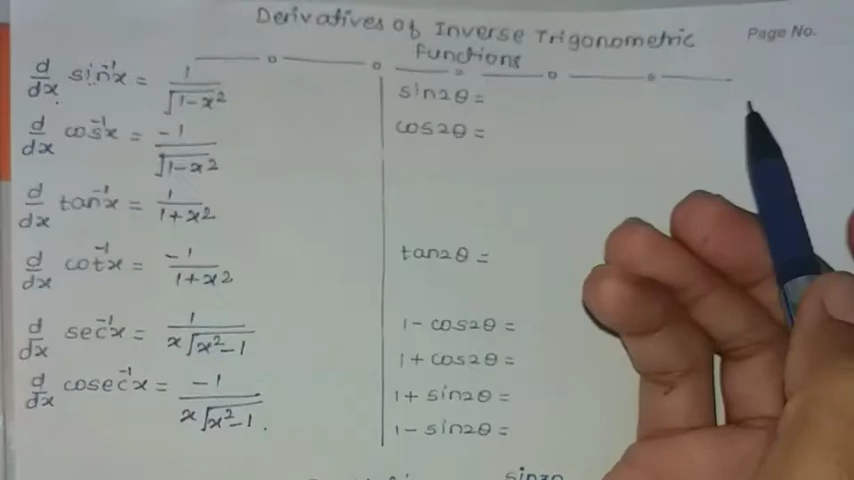 Derivatives of Inverse Trigonometric
Functions
Page No.
d/dx sin⁻¹x = 1/√1-x²
d/dx cos⁻¹x = -1/√1-x²
d/dx tan⁻¹x = 1/1+x²
d/dx cot⁻¹x = -1/1+x²
d/dx sec⁻¹x = 1/x√x²-1
d/dx cosec⁻¹x = -1/x√x²-1.
sin2θ =
cos2θ =
tan2θ =
1-cos2θ =
1+cos2θ =
1+sin2θ =
1-sin2θ =